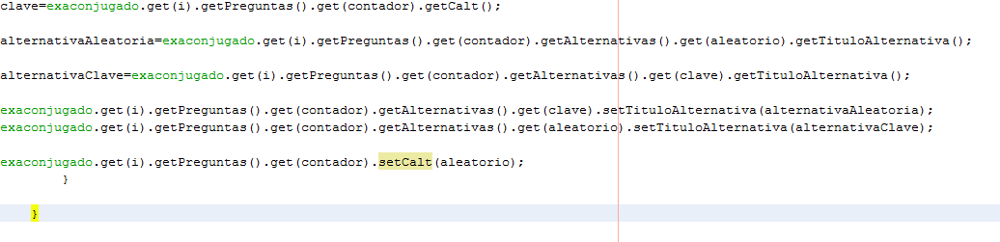 clave=exaconjugado.get(i).getPreguntas().get(contador).getCalt();
alternativaAleatoria=exaconjugado.get(i).getPreguntas().get(contador).getAlternativas().get(aleatorio).getTituloAlternativa();
alternativaClave=exaconjugado.get(i).getPreguntas().get(contador).getAlternativas().get(clave).getTituloAlternativa();
exaconjugado.get(i).getPreguntas().get(contador).getAlternativas().get(clave).setTituloAlternativa(alternativaAleatoria);
exaconjugado.get(i).getPreguntas().get(contador).getAlternativas().get(aleatorio).setTituloAlternativa(alternativaClave);
exaconjugado.get(i).getPreguntas().get(contador).setCalt(aleatorio);
}
}